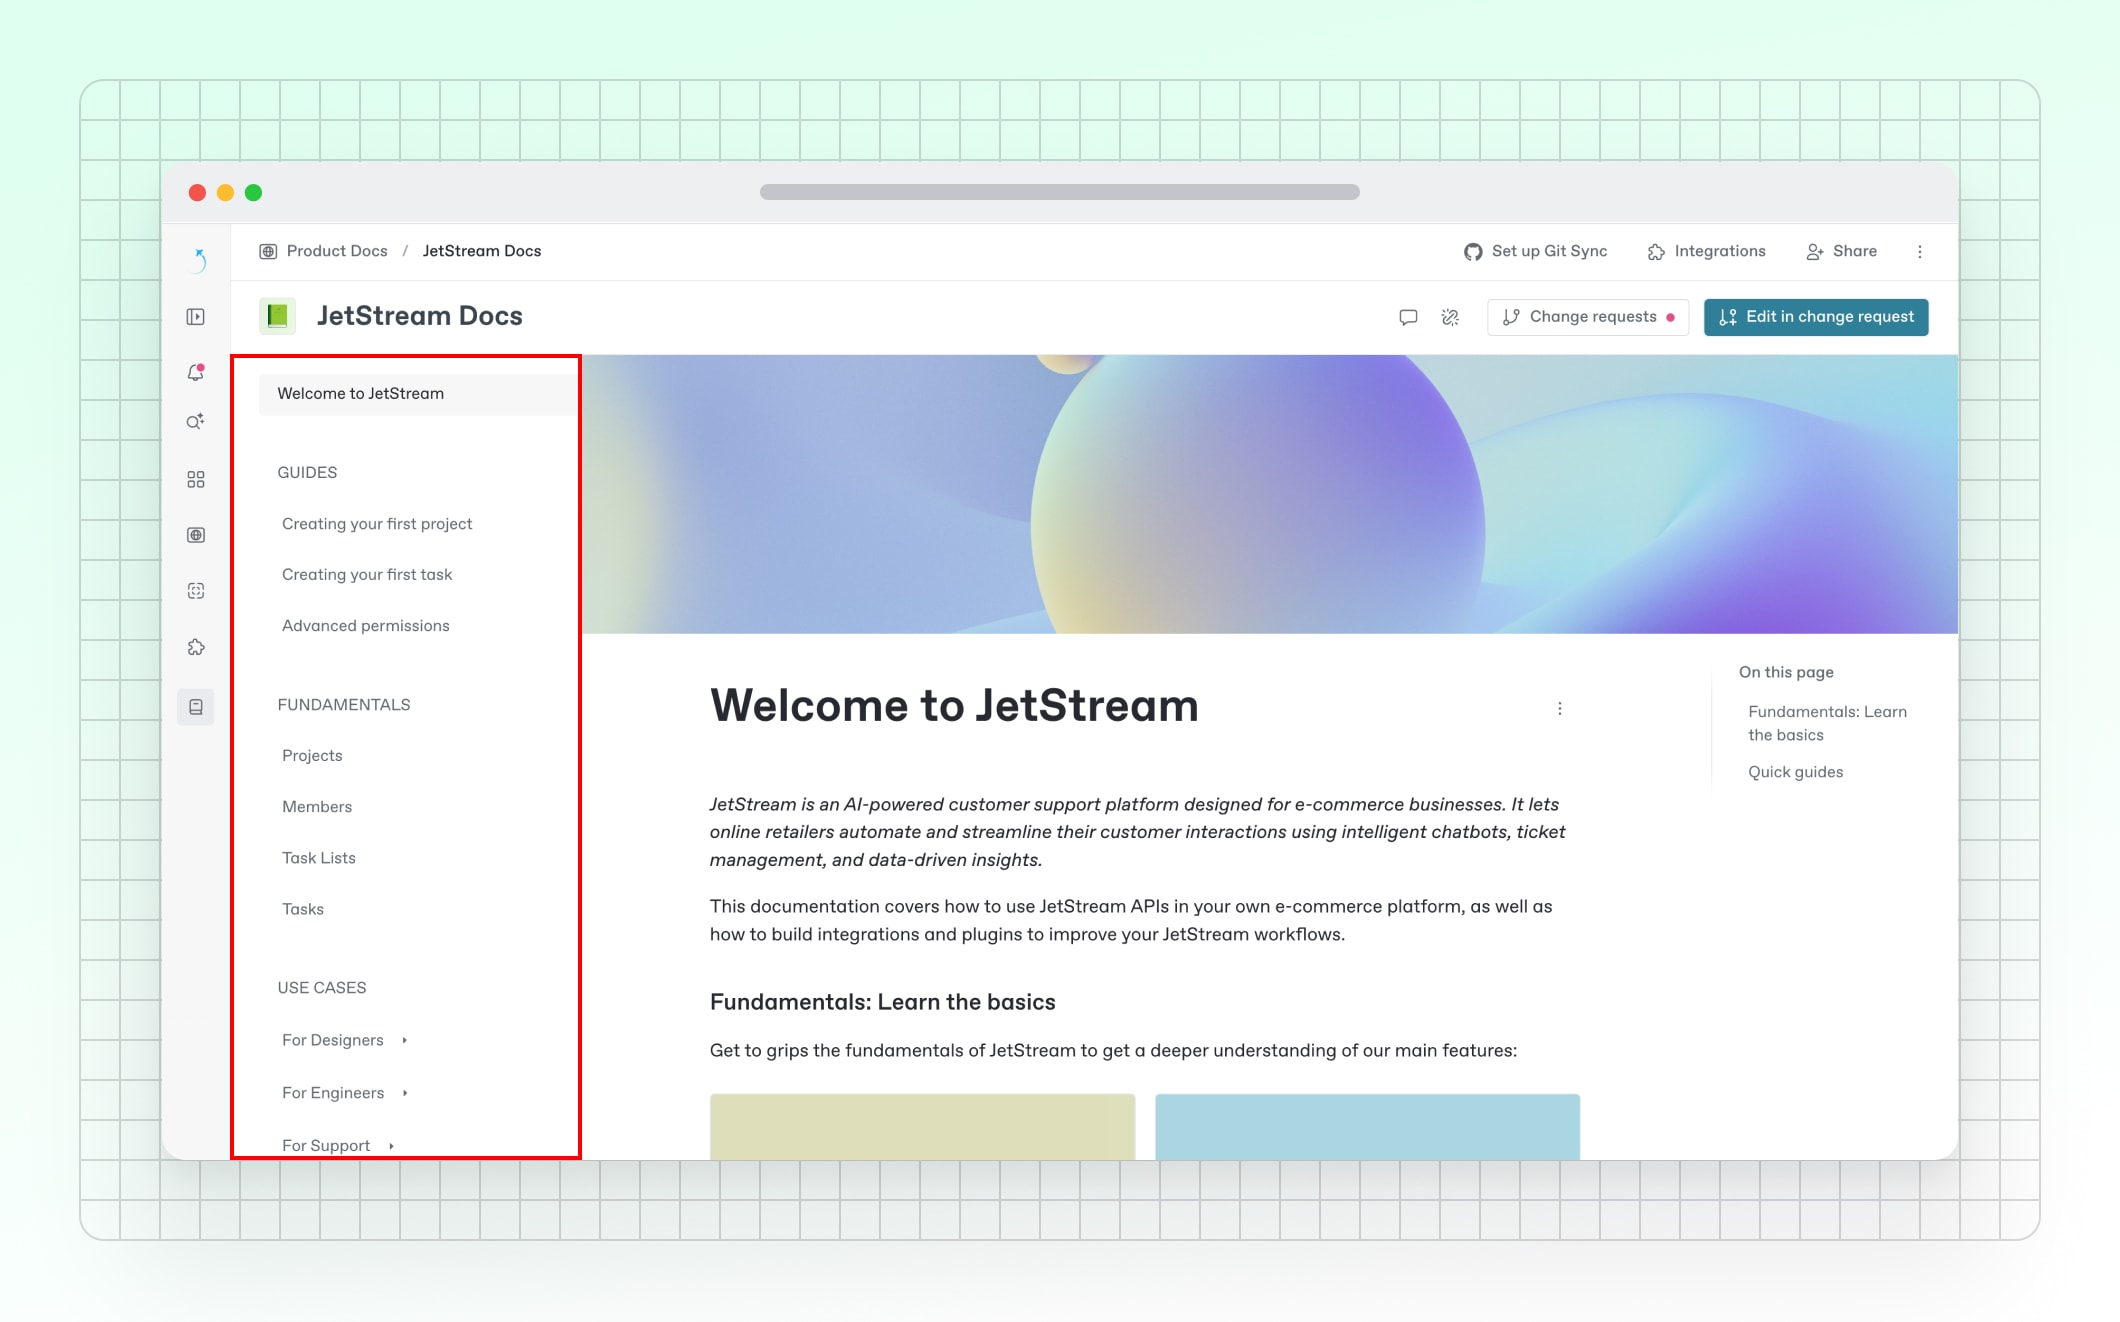 Product Docs / JetStream Docs
Set up Git Sync
Integrations
Share
JetStream Docs
Change requests
Edit in change request
Welcome to JetStream
GUIDES
Creating your first project
Creating your first task
Advanced permissions
FUNDAMENTALS
Projects
Members
Task Lists
Tasks
USE CASES
For Designers
For Engineers
For Support
Welcome to JetStream
JetStream is an AI-powered customer support platform designed for e-commerce businesses. It lets
online retailers automate and streamline their customer interactions using intelligent chatbots, ticket
management, and data-driven insights.
This documentation covers how to use JetStream APIs in your own e-commerce platform, as well as
how to build integrations and plugins to improve your JetStream workflows.
Fundamentals: Learn the basics
Get to grips the fundamentals of JetStream to get a deeper understanding of our main features:
On this page
Fundamentals: Learn
the basics
Quick guides